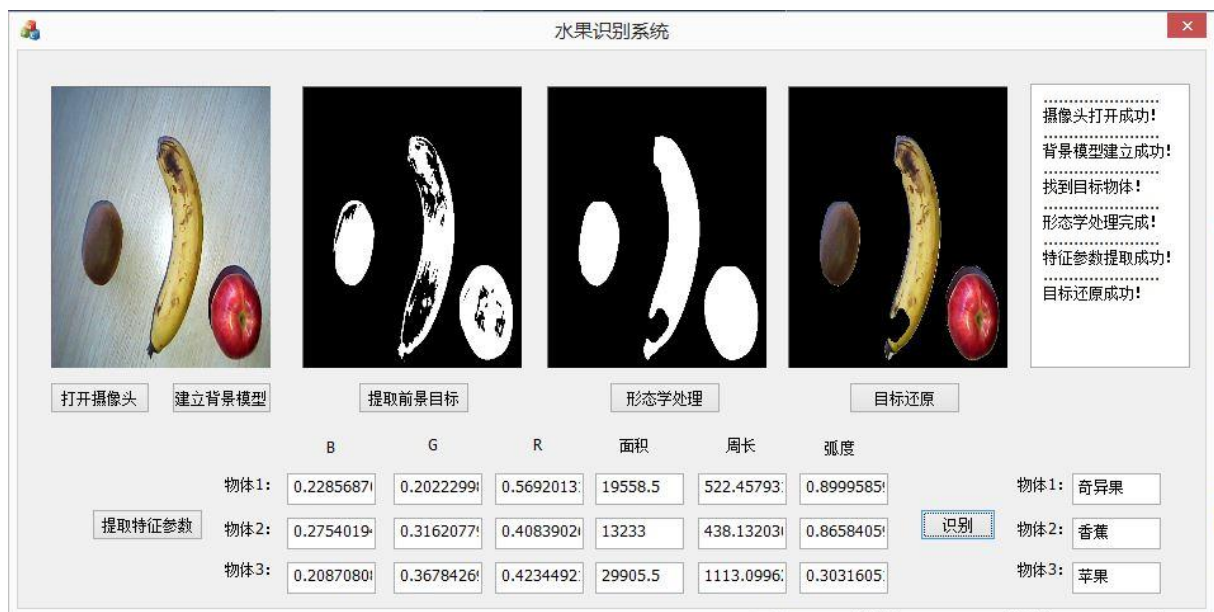 水果识别系统
........................
摄像头打开成功!
........................
背景模型建立成功!
........................
找到目标物体!
........................
形态学处理完成!
........................
特征参数提取成功!
........................
目标还原成功!
打开摄像头 建立背景模型 提取前景目标 形态学处理 目标还原
B G R 面积 周长 弧度
物体1: 0.2285687 0.2022299 0.5692013 19558.5 522.45793 0.8999585 物体1: 奇异果
提取特征参数 物体2: 0.2754019 0.3162077 0.4083902 13233 438.13203 0.8658405 识别 物体2: 香蕉
物体3: 0.2087080 0.3678426 0.4234492 29905.5 1113.0996 0.3031605 物体3: 苹果